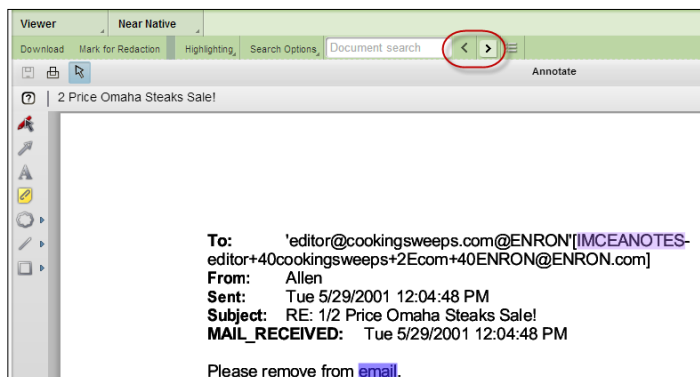 Viewer Near Native
Download Mark for Redaction Highlighting Search Options Document search
Annotate
2 Price Omaha Steaks Sale!
To: 'editor@cookingsweeps.com@ENRON'[IMCEANOTES-
editor+40cookingsweeps+2Ecom+40ENRON@ENRON.com]
From: Allen
Sent: Tue 5/29/2001 12:04:48 PM
Subject: RE: 1/2 Price Omaha Steaks Sale!
MAIL_RECEIVED: Tue 5/29/2001 12:04:48 PM
Please remove from email.